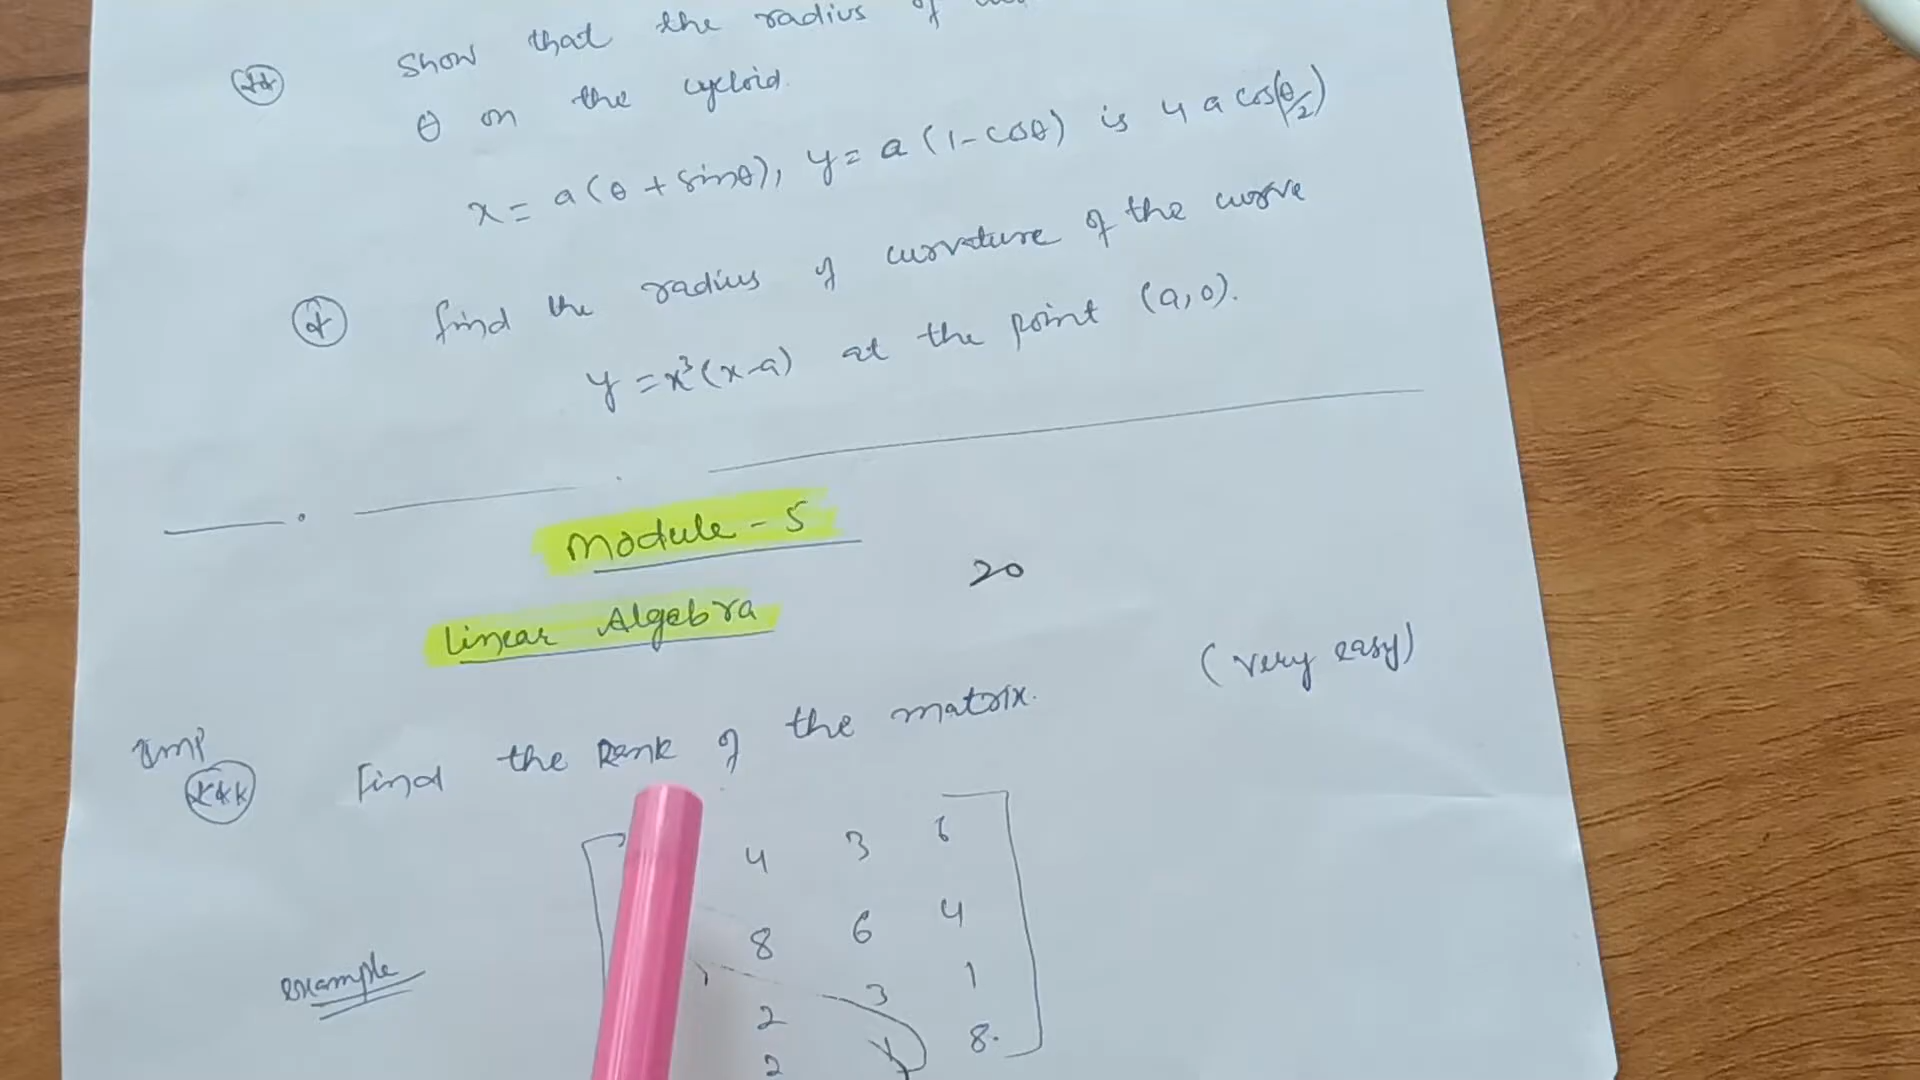 Show that the radius of
θ on the cycloid.
x = a(θ + sinθ), y = a(1-cosθ) is 4 a cos(θ/2)
find the radius of curvature of the curve
y = x³(x-a) at the point (a,0).
Module - 5
20
Linear Algebra
(very easy)
Imp
Find the Rank of the matrix.
4 3 6
8 6 4
example
2 3 1
2 8.